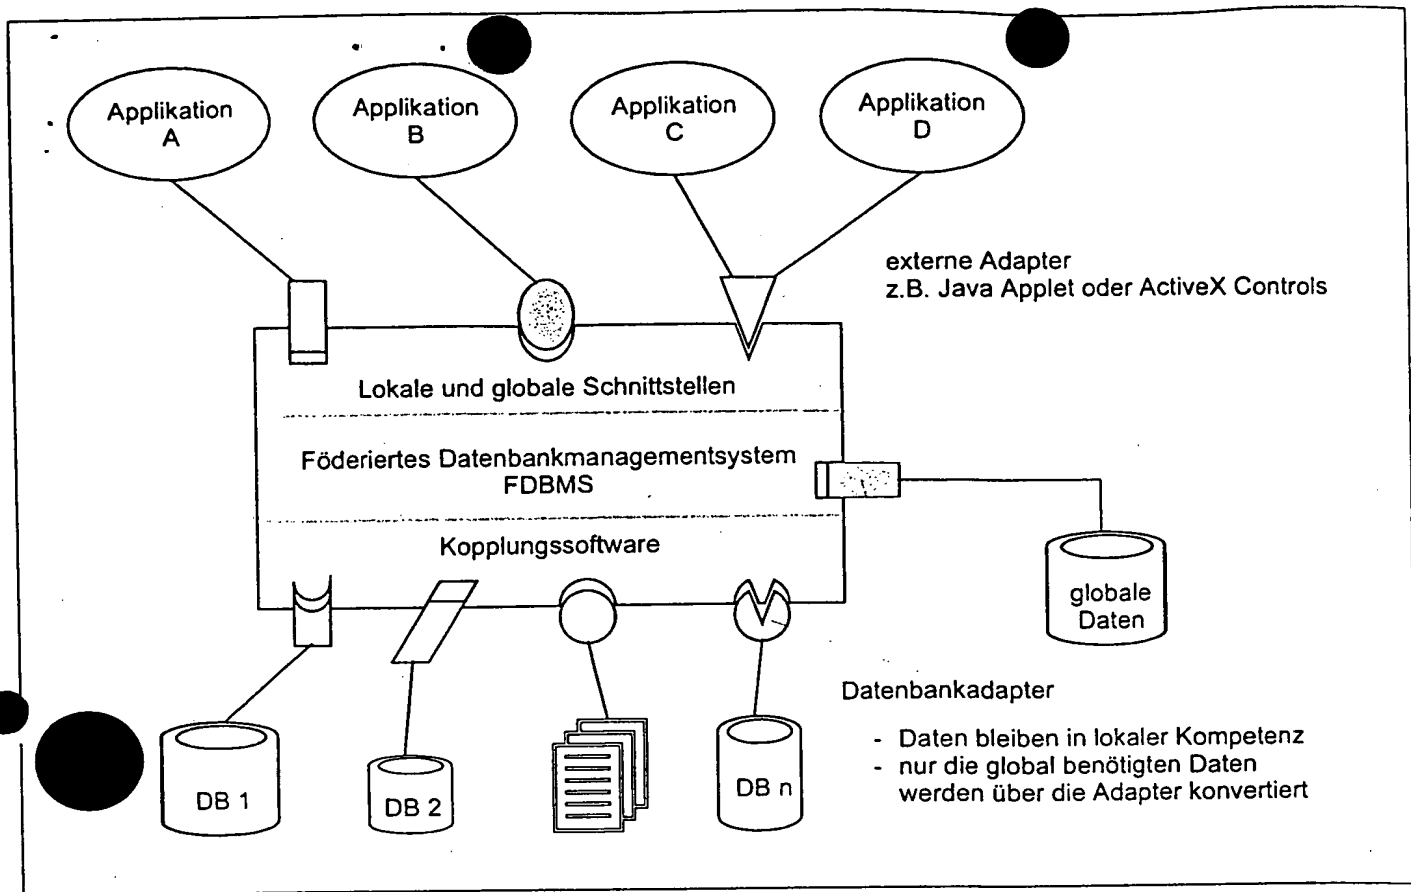 Applikation
A
Applikation
B
Applikation
C
Applikation
D
externe Adapter
z.B. Java Applet oder ActiveX Controls
Lokale und globale Schnittstellen
Föderiertes Datenbankmanagementsystem
FDBMS
Kopplungssoftware
globale
Daten
Datenbankadapter
- Daten bleiben in lokaler Kompetenz
- nur die global benötigten Daten
werden über die Adapter konvertiert
DB 1
DB 2
DB n